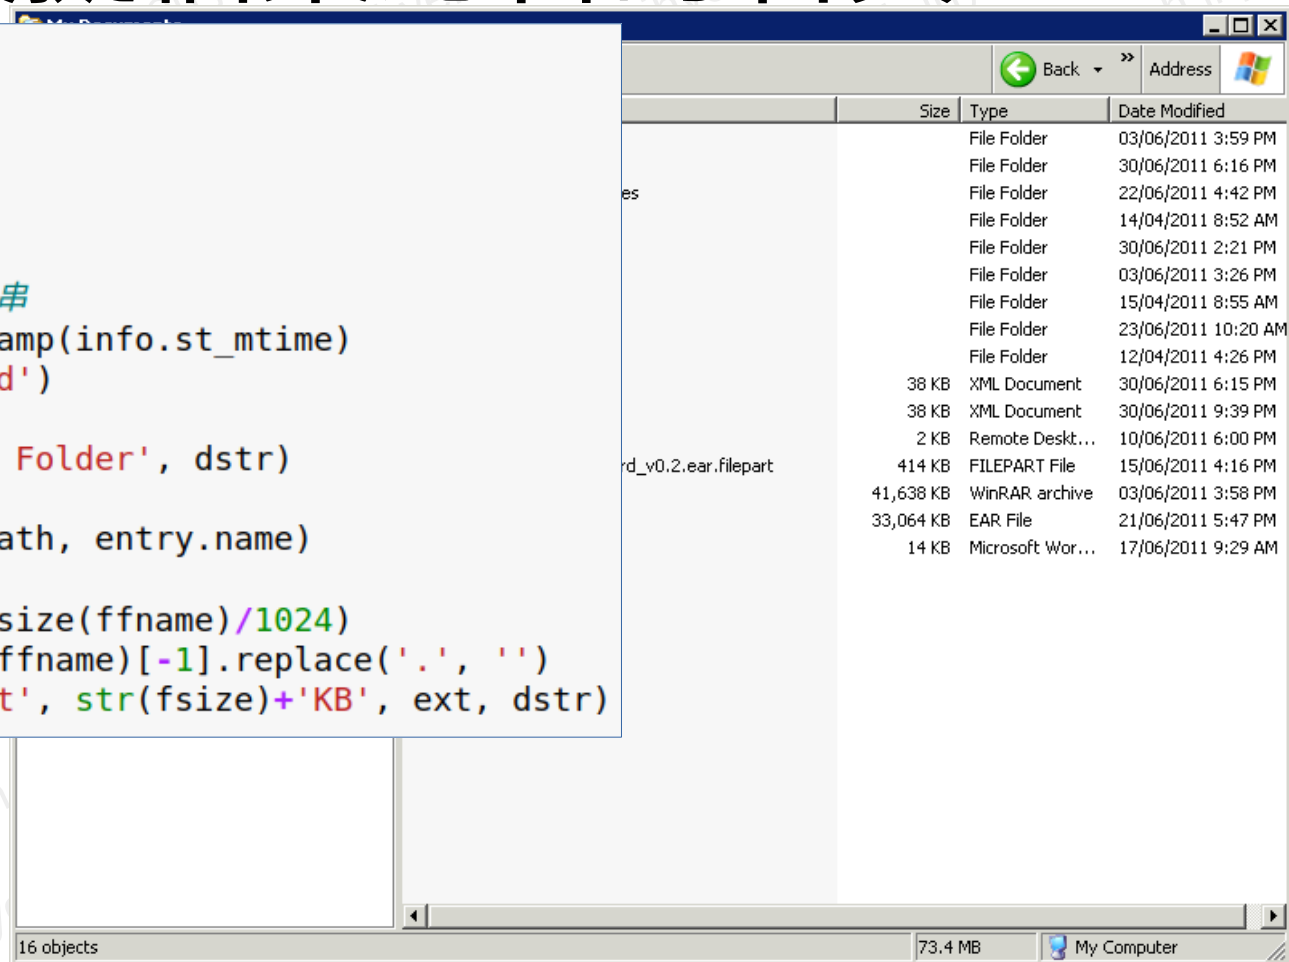 My Documents
Back
»
Address
Size Type Date Modified
File Folder 03/06/2011 3:59 PM
File Folder 30/06/2011 6:16 PM
es File Folder 22/06/2011 4:42 PM
File Folder 14/04/2011 8:52 AM
File Folder 30/06/2011 2:21 PM
File Folder 03/06/2011 3:26 PM
File Folder 15/04/2011 8:55 AM
File Folder 23/06/2011 10:20 AM
File Folder 12/04/2011 4:26 PM
38 KB XML Document 30/06/2011 6:15 PM
38 KB XML Document 30/06/2011 9:39 PM
2 KB Remote Deskt... 10/06/2011 6:00 PM
rd_v0.2.ear.filepart 414 KB FILEPART File 15/06/2011 4:16 PM
41,638 KB WinRAR archive 03/06/2011 3:58 PM
33,064 KB EAR File 21/06/2011 5:47 PM
14 KB Microsoft Wor... 17/06/2011 9:29 AM
串
amp(info.st_mtime)
d')
Folder', dstr)
ath, entry.name)
size(ffname)/1024)
ffname)[-1].replace('.', '')
t', str(fsize)+'KB', ext, dstr)
16 objects
73.4 MB
My Computer